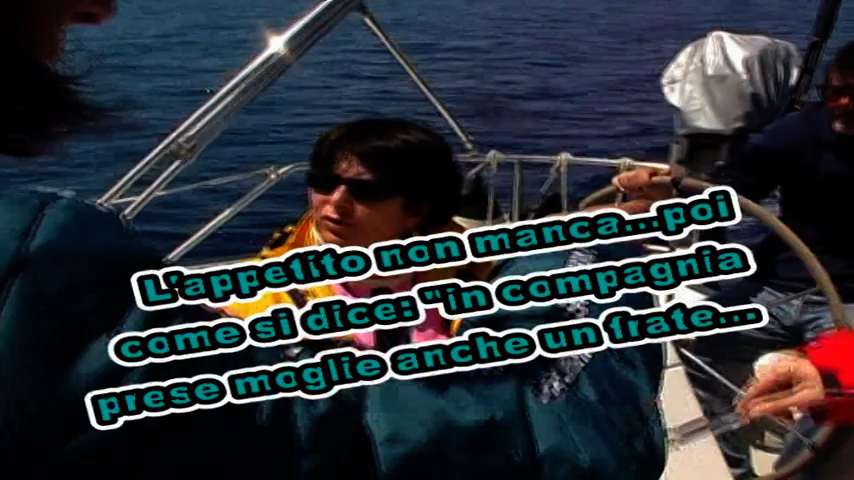 L'appetito non manca...poi
come si dice: "in compagnia
prese moglie anche un frate...